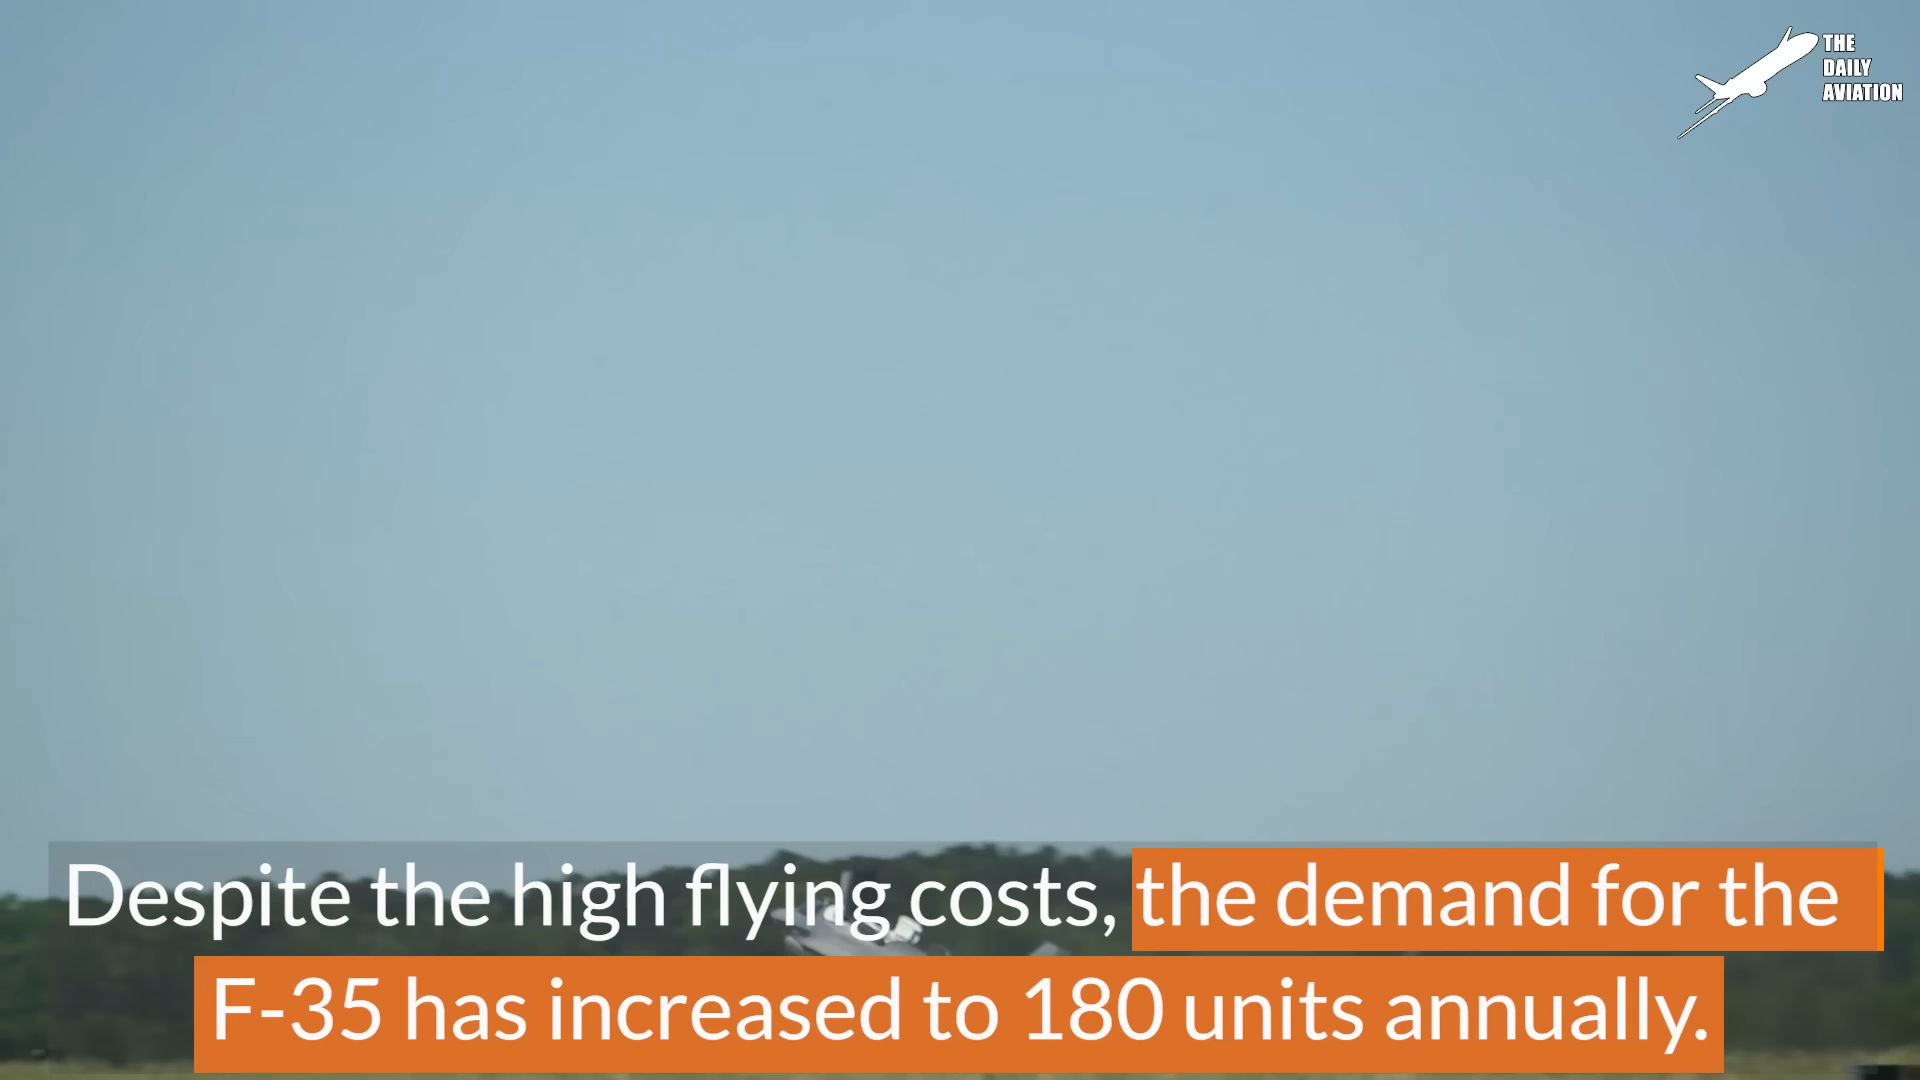 THE
DAILY
AVIATION
Despite the high flying costs, the demand for the
F-35 has increased to 180 units annually.